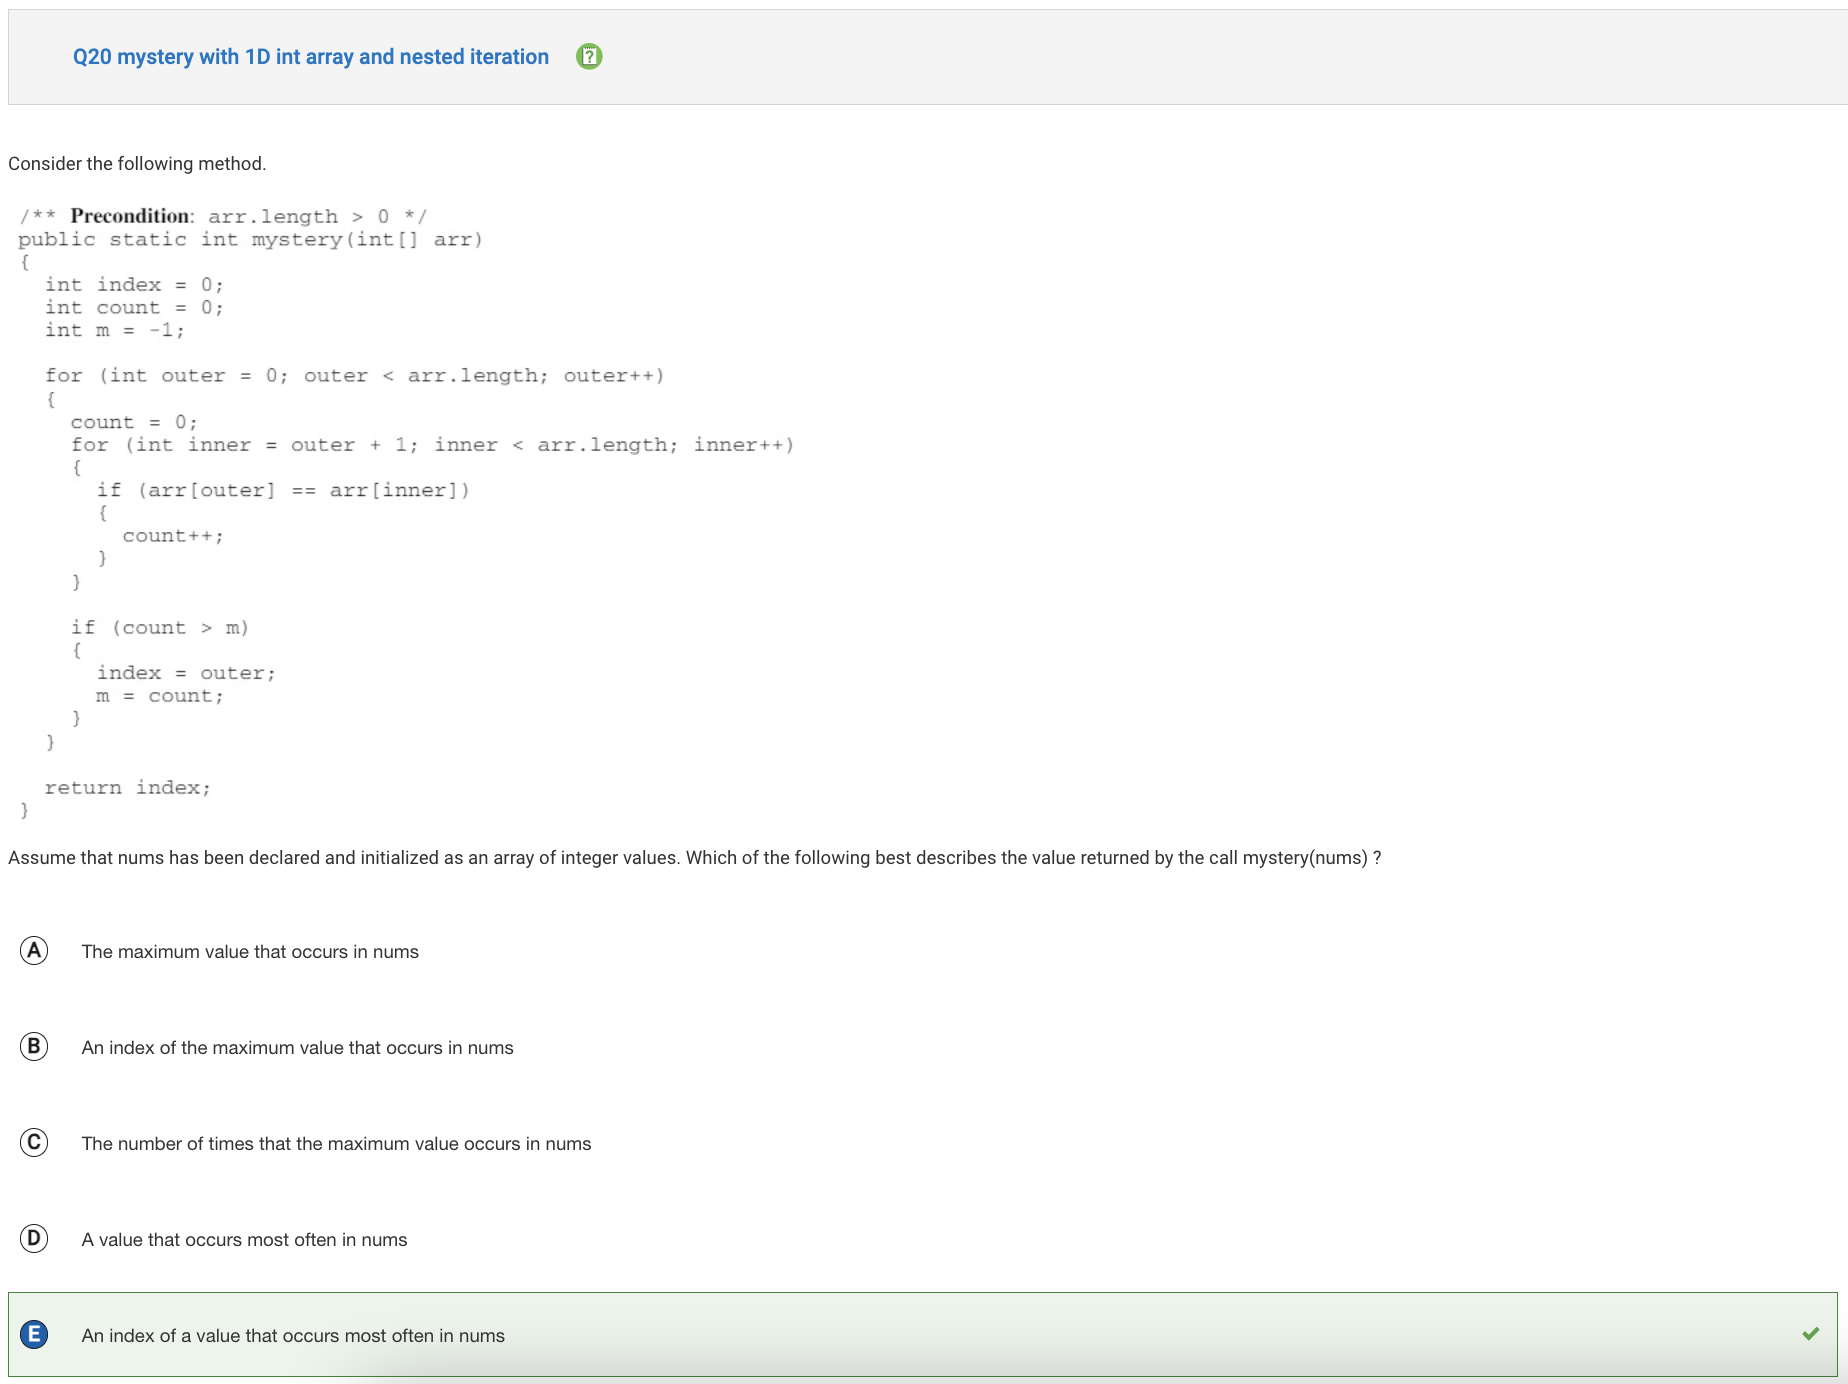 Q20 mystery with 1D int array and nested iteration
Consider the following method.
/** Precondition: arr.length > 0 */
public static int mystery(int[] arr)
{
  int index = 0;
  int count = 0;
  int m = -1;

  for (int outer = 0; outer < arr.length; outer++)
  {
    count = 0;
    for (int inner = outer + 1; inner < arr.length; inner++)
    {
      if (arr[outer] == arr[inner])
      {
        count++;
      }
    }

    if (count > m)
    {
      index = outer;
      m = count;
    }
  }

  return index;
}
Assume that nums has been declared and initialized as an array of integer values. Which of the following best describes the value returned by the call mystery(nums) ?
A The maximum value that occurs in nums
B An index of the maximum value that occurs in nums
C The number of times that the maximum value occurs in nums
D A value that occurs most often in nums
E An index of a value that occurs most often in nums